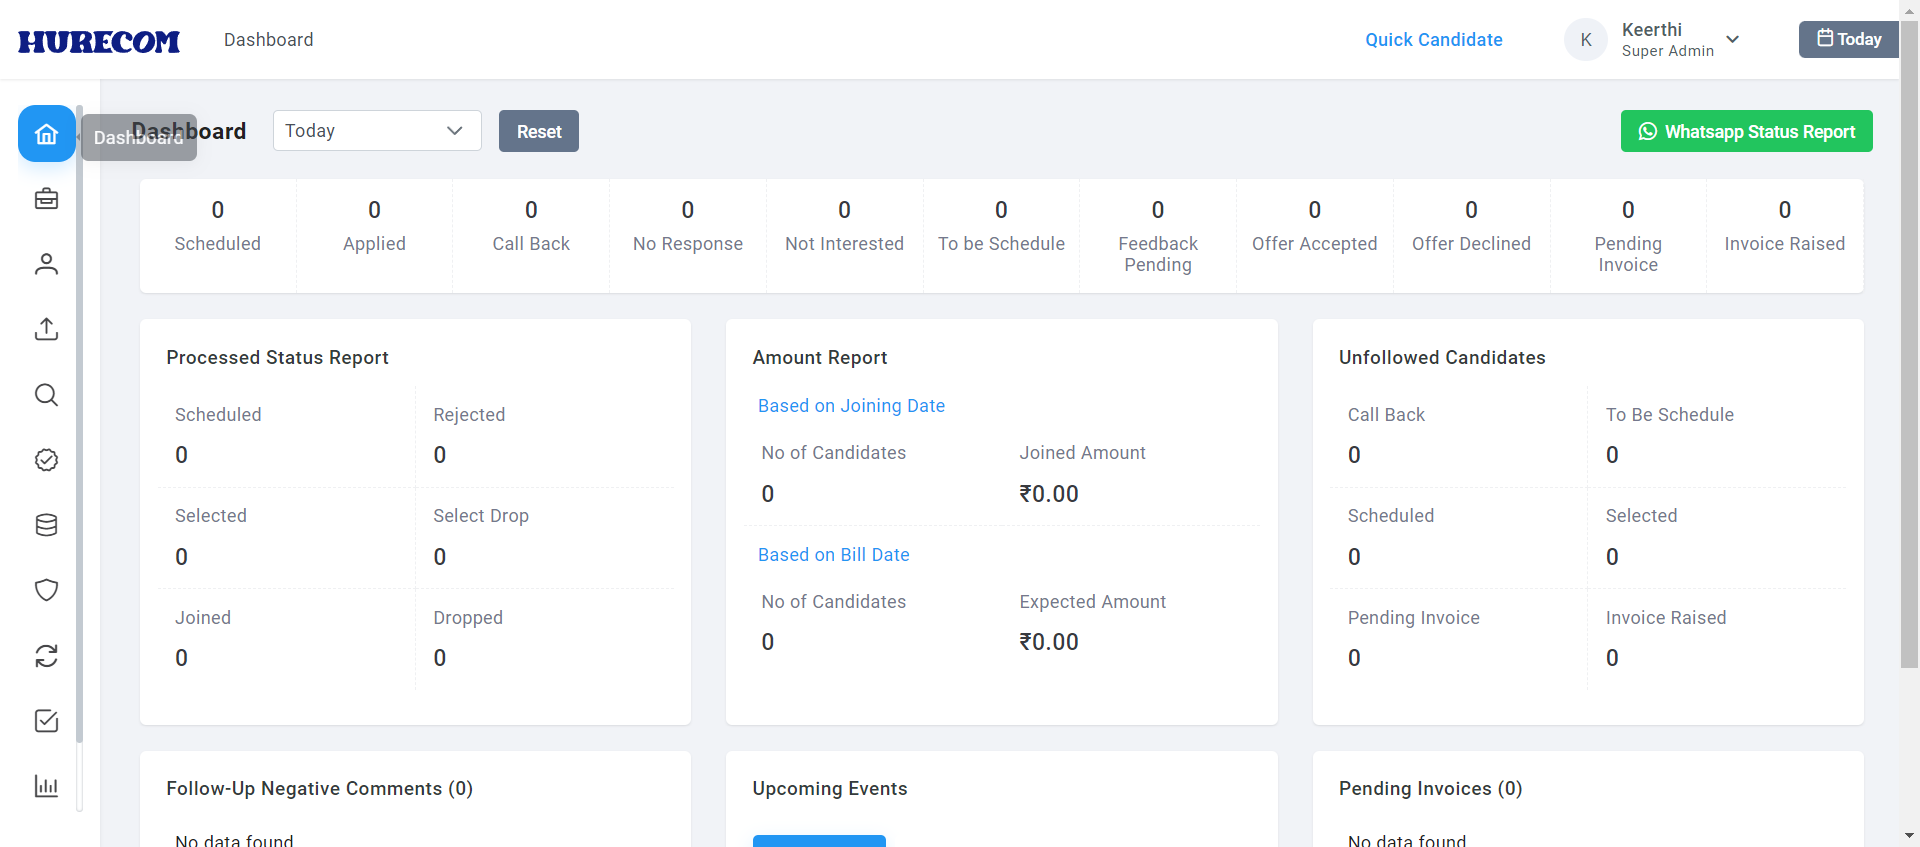 HURECOM
Dashboard
Quick Candidate
K
Keerthi
Super Admin
Today
Dashboard
Dashboard
Today
Reset
Whatsapp Status Report
0
Scheduled
0
Applied
0
Call Back
0
No Response
0
Not Interested
0
To be Schedule
0
Feedback
Pending
0
Offer Accepted
0
Offer Declined
0
Pending
Invoice
0
Invoice Raised
Processed Status Report
Scheduled
0
Rejected
0
Selected
0
Select Drop
0
Joined
0
Dropped
0
Amount Report
Based on Joining Date
No of Candidates
0
Joined Amount
₹0.00
Based on Bill Date
No of Candidates
0
Expected Amount
₹0.00
Unfollowed Candidates
Call Back
0
To Be Schedule
0
Scheduled
0
Selected
0
Pending Invoice
0
Invoice Raised
0
Follow-Up Negative Comments (0)
No data found
Upcoming Events
Pending Invoices (0)
No data found